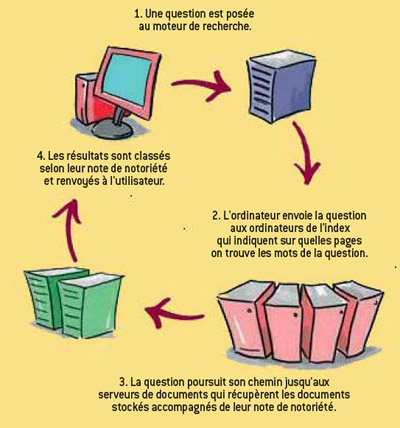 1. Une question est posée
au moteur de recherche.
4. Les résultats sont classés
selon leur note de notoriété
et renvoyés à l'utilisateur.
2. L'ordinateur envoie la question
aux ordinateurs de l'index
qui indiquent sur quelles pages
on trouve les mots de la question.
3. La question poursuit son chemin jusqu'aux
serveurs de documents qui récupèrent les documents
stockés accompagnés de leur note de notoriété.